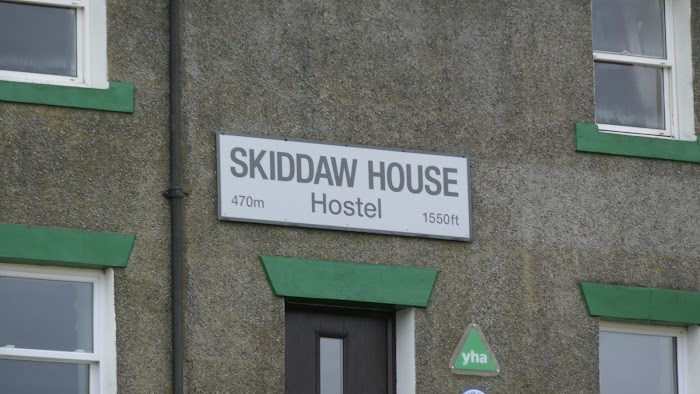 SKIDDAW HOUSE
470m Hostel 1550ft
yha